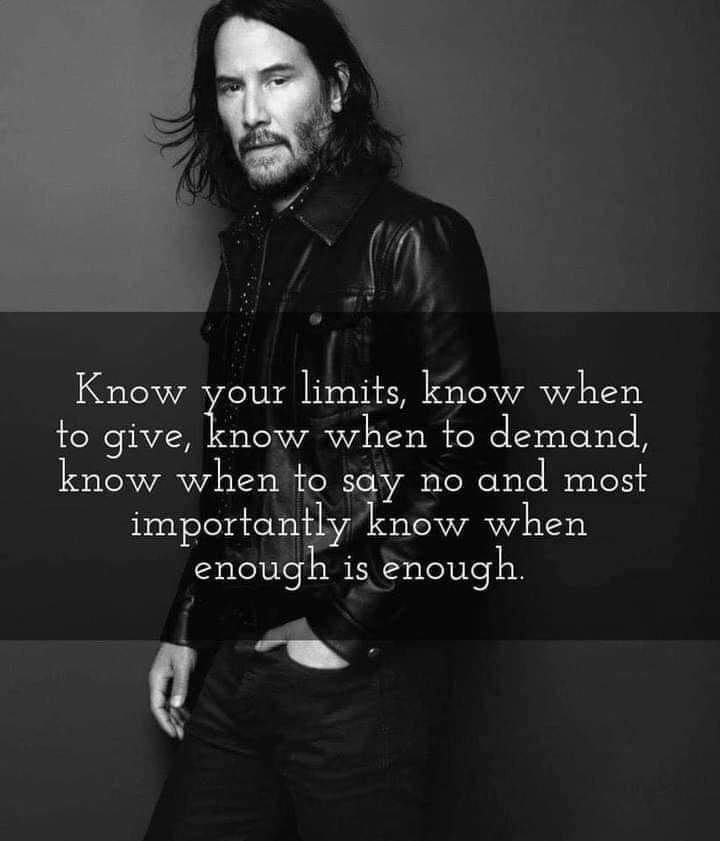 Know your limits, know when
to give, know when to demand,
know when to say no and most
importantly know when
enough is enough.